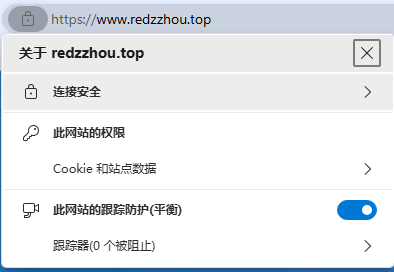 https://www.redzzhou.top
关于 redzzhou.top
连接安全
此网站的权限
Cookie 和站点数据
此网站的跟踪防护(平衡)
跟踪器(0 个被阻止)